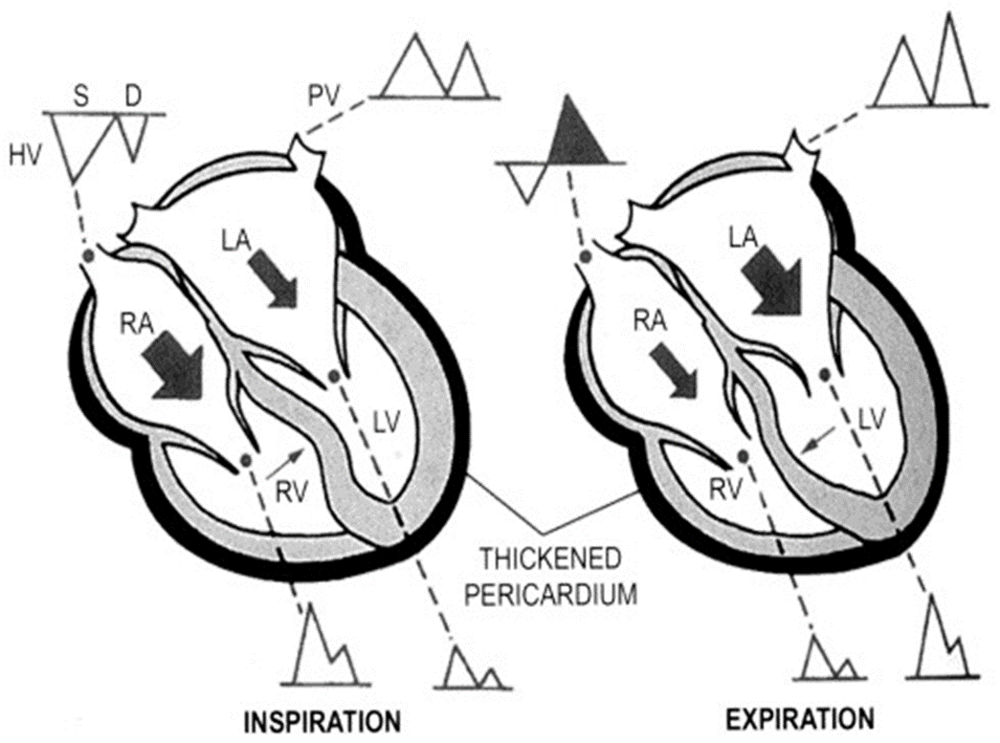 S D
HV
PV
LA
RA
LV
RV
LA
RA
LV
RV
THICKENED
PERICARDIUM
INSPIRATION
EXPIRATION